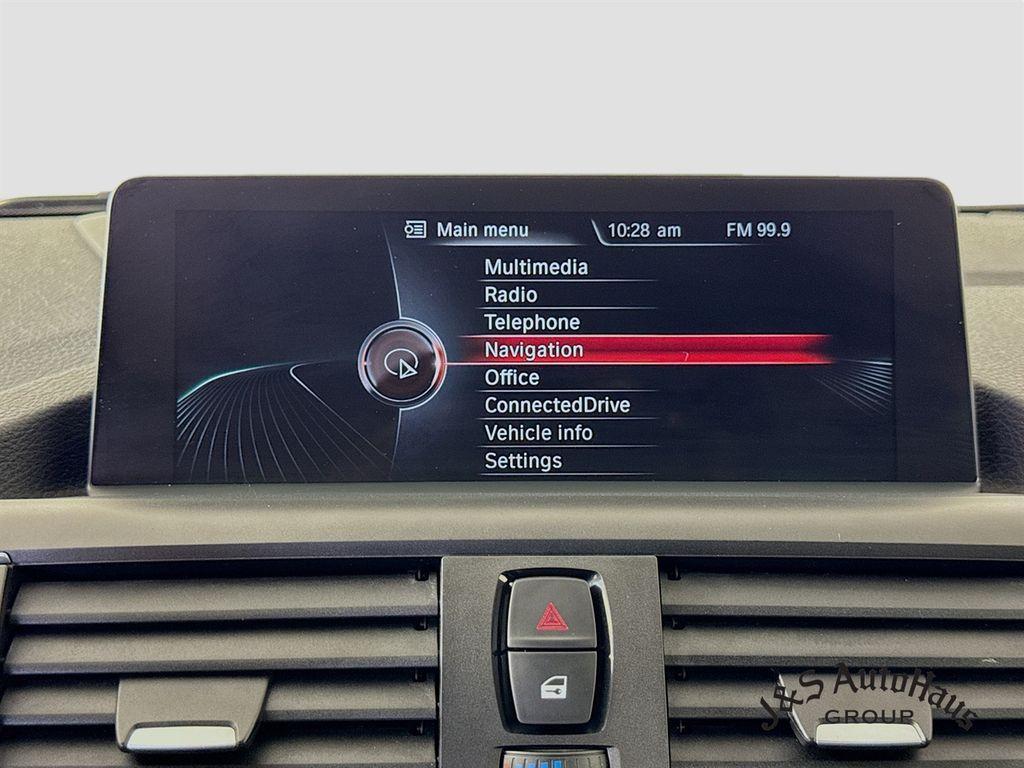 Main menu 10:28 am FM 99.9
Multimedia
Radio
Telephone
Navigation
Office
ConnectedDrive
Vehicle info
Settings
J&S AutoHaus
GROUP